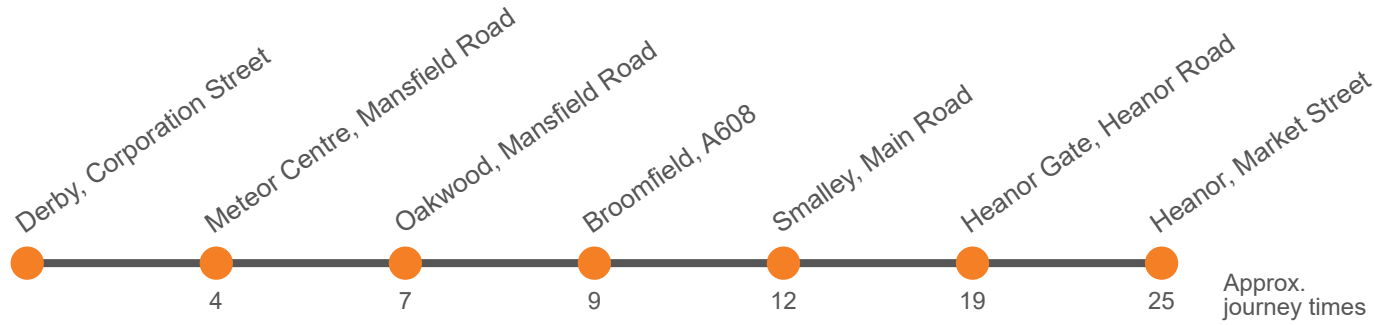 Derby, Corporation Street
Meteor Centre, Mansfield Road
Oakwood, Mansfield Road
Broomfield, A608
Smalley, Main Road
Heanor Gate, Heanor Road
Heanor, Market Street
4
7
9
12
19
25
Approx.
journey times